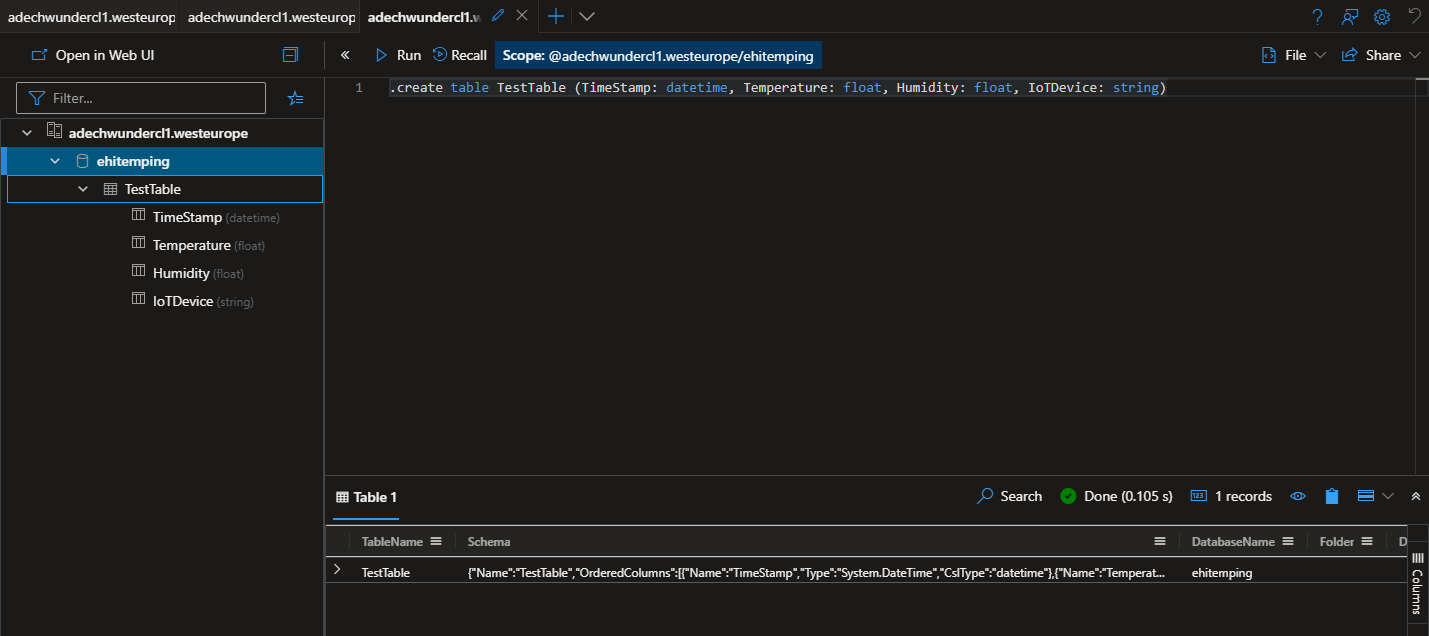 adechwundercl1.westeurop adechwundercl1.westeurop adechwundercl1.w
Open in Web UI
Run Recall Scope: @adechwundercl1.westeurope/ehitemping File Share
Filter...
1 .create table TestTable (TimeStamp: datetime, Temperature: float, Humidity: float, IoTDevice: string)
adechwundercl1.westeurope
ehitemping
TestTable
TimeStamp (datetime)
Temperature (float)
Humidity (float)
IoTDevice (string)
Table 1 Search Done (0.105 s) 123 1 records
TableName Schema DatabaseName Folder D
TestTable {"Name":"TestTable","OrderedColumns":[{"Name":"TimeStamp","Type":"System.DateTime","CslType":"datetime"},{"Name":"Temperat... ehitemping
Columns